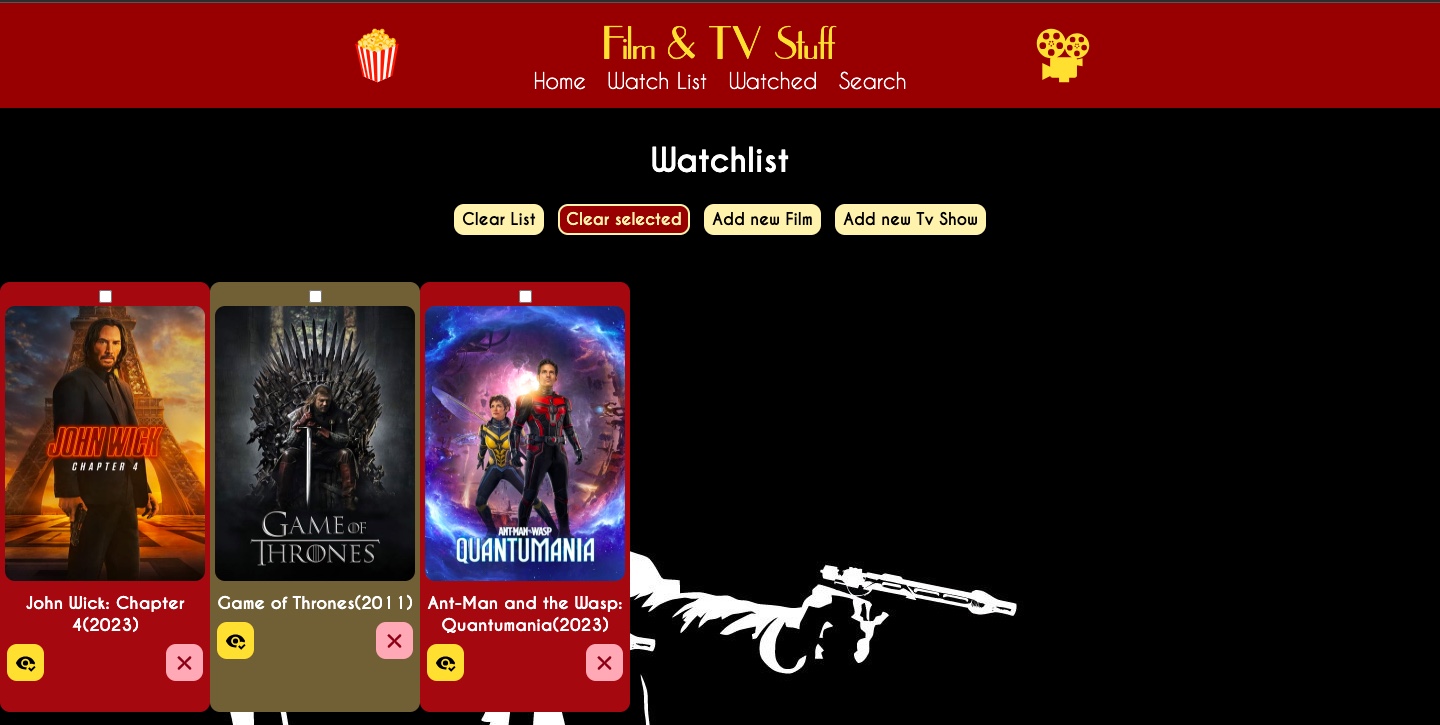 Film & TV Stuff
Home Watch List Watched Search
Watchlist
Clear List Clear selected Add new Film Add new Tv Show
JOHN WICK
CHAPTER 4
GAME OF
THRONES
ANT-MAN AND THE WASP
QUANTUMANIA
John Wick: Chapter
4(2023)
Game of Thrones(2011)
Ant-Man and the Wasp:
Quantumania(2023)